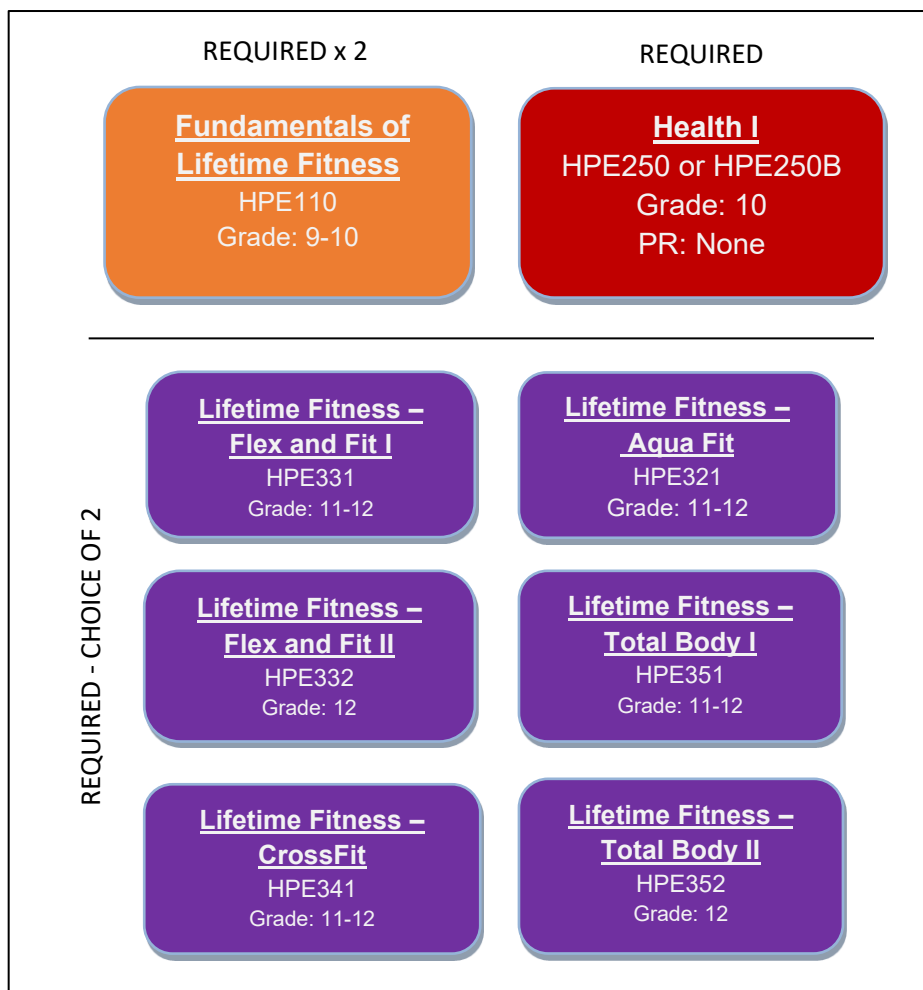 REQUIRED x 2
REQUIRED
Fundamentals of
Lifetime Fitness
HPE110
Grade: 9-10
Health I
HPE250 or HPE250B
Grade: 10
PR: None
REQUIRED - CHOICE OF 2
Lifetime Fitness –
Flex and Fit I
HPE331
Grade: 11-12
Lifetime Fitness –
Aqua Fit
HPE321
Grade: 11-12
Lifetime Fitness –
Flex and Fit II
HPE332
Grade: 12
Lifetime Fitness –
Total Body I
HPE351
Grade: 11-12
Lifetime Fitness –
CrossFit
HPE341
Grade: 11-12
Lifetime Fitness –
Total Body II
HPE352
Grade: 12